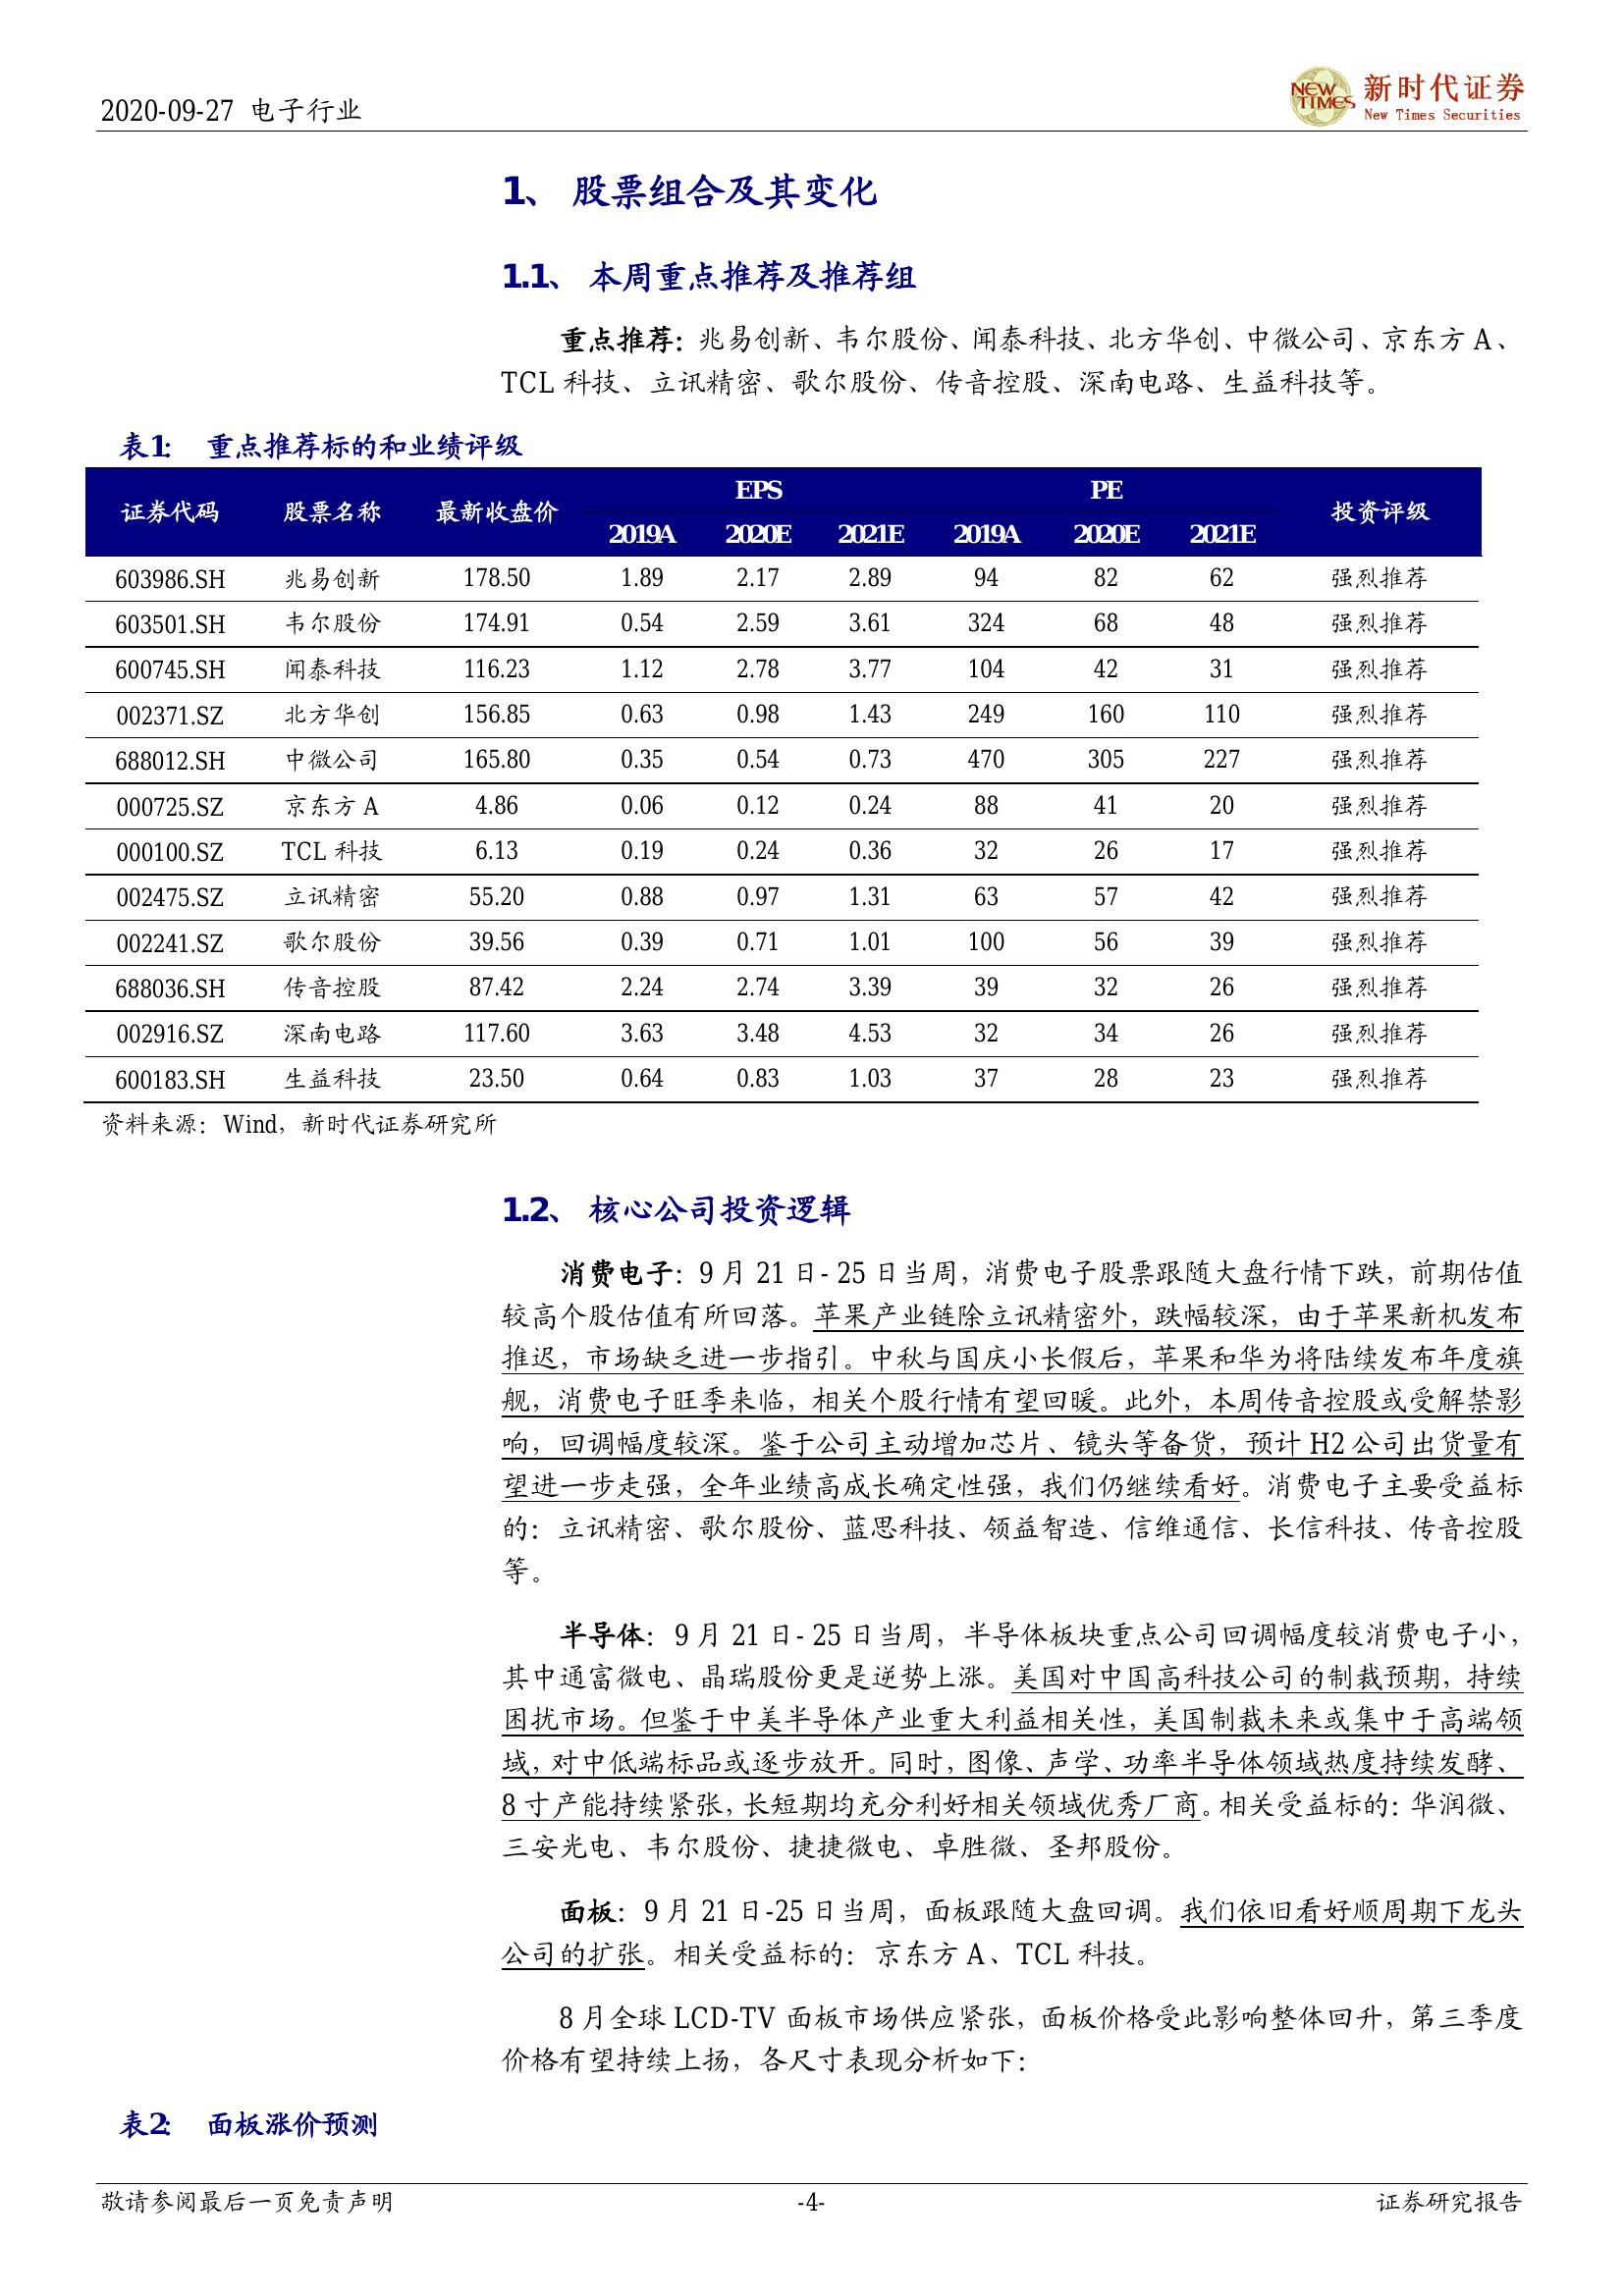 2020-09-27 电子行业
NEW TIMES 新时代证券
New Times Securities
1、 股票组合及其变化
1.1、 本周重点推荐及推荐组
重点推荐：兆易创新、韦尔股份、闻泰科技、北方华创、中微公司、京东方 A、
TCL 科技、立讯精密、歌尔股份、传音控股、深南电路、生益科技等。
表1： 重点推荐标的和业绩评级
证券代码 股票名称 最新收盘价 EPS PE 投资评级
2019A 2020E 2021E 2019A 2020E 2021E
603986.SH 兆易创新 178.50 1.89 2.17 2.89 94 82 62 强烈推荐
603501.SH 韦尔股份 174.91 0.54 2.59 3.61 324 68 48 强烈推荐
600745.SH 闻泰科技 116.23 1.12 2.78 3.77 104 42 31 强烈推荐
002371.SZ 北方华创 156.85 0.63 0.98 1.43 249 160 110 强烈推荐
688012.SH 中微公司 165.80 0.35 0.54 0.73 470 305 227 强烈推荐
000725.SZ 京东方 A 4.86 0.06 0.12 0.24 88 41 20 强烈推荐
000100.SZ TCL 科技 6.13 0.19 0.24 0.36 32 26 17 强烈推荐
002475.SZ 立讯精密 55.20 0.88 0.97 1.31 63 57 42 强烈推荐
002241.SZ 歌尔股份 39.56 0.39 0.71 1.01 100 56 39 强烈推荐
688036.SH 传音控股 87.42 2.24 2.74 3.39 39 32 26 强烈推荐
002916.SZ 深南电路 117.60 3.63 3.48 4.53 32 34 26 强烈推荐
600183.SH 生益科技 23.50 0.64 0.83 1.03 37 28 23 强烈推荐
资料来源：Wind，新时代证券研究所
1.2、 核心公司投资逻辑
消费电子：9 月 21 日- 25 日当周，消费电子股票跟随大盘行情下跌，前期估值
较高个股估值有所回落。苹果产业链除立讯精密外，跌幅较深，由于苹果新机发布
推迟，市场缺乏进一步指引。中秋与国庆小长假后，苹果和华为将陆续发布年度旗
舰，消费电子旺季来临，相关个股行情有望回暖。此外，本周传音控股或受解禁影
响，回调幅度较深。鉴于公司主动增加芯片、镜头等备货，预计 H2 公司出货量有
望进一步走强，全年业绩高成长确定性强，我们仍继续看好。消费电子主要受益标
的：立讯精密、歌尔股份、蓝思科技、领益智造、信维通信、长信科技、传音控股
等。
半导体：9 月 21 日- 25 日当周，半导体板块重点公司回调幅度较消费电子小，
其中通富微电、晶瑞股份更是逆势上涨。美国对中国高科技公司的制裁预期，持续
困扰市场。但鉴于中美半导体产业重大利益相关性，美国制裁未来或集中于高端领
域，对中低端标品或逐步放开。同时，图像、声学、功率半导体领域热度持续发酵、
8 寸产能持续紧张，长短期均充分利好相关领域优秀厂商。相关受益标的：华润微、
三安光电、韦尔股份、捷捷微电、卓胜微、圣邦股份。
面板：9 月 21 日-25 日当周，面板跟随大盘回调。我们依旧看好顺周期下龙头
公司的扩张。相关受益标的：京东方 A、TCL 科技。
8 月全球 LCD-TV 面板市场供应紧张，面板价格受此影响整体回升，第三季度
价格有望持续上扬，各尺寸表现分析如下：
表2： 面板涨价预测
敬请参阅最后一页免责声明 -4- 证券研究报告